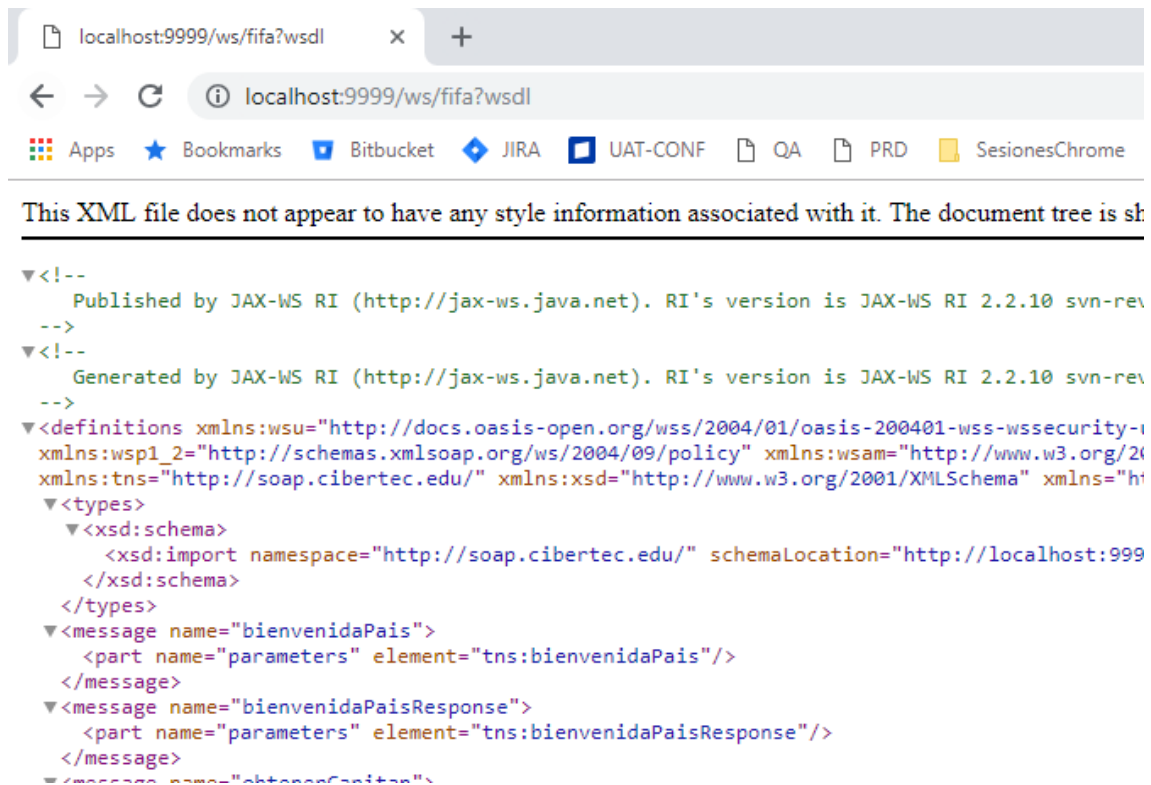 localhost:9999/ws/fifa?wsdl
localhost:9999/ws/fifa?wsdl
Apps Bookmarks Bitbucket JIRA UAT-CONF QA PRD SesionesChrome
This XML file does not appear to have any style information associated with it. The document tree is sh
▼<!--
Published by JAX-WS RI (http://jax-ws.java.net). RI's version is JAX-WS RI 2.2.10 svn-rev
-->
▼<!--
Generated by JAX-WS RI (http://jax-ws.java.net). RI's version is JAX-WS RI 2.2.10 svn-rev
-->
▼<definitions xmlns:wsu="http://docs.oasis-open.org/wss/2004/01/oasis-200401-wss-wssecurity-u
xmlns:wsp1_2="http://schemas.xmlsoap.org/ws/2004/09/policy" xmlns:wsam="http://www.w3.org/20
xmlns:tns="http://soap.cibertec.edu/" xmlns:xsd="http://www.w3.org/2001/XMLSchema" xmlns="ht
▼<types>
▼<xsd:schema>
<xsd:import namespace="http://soap.cibertec.edu/" schemaLocation="http://localhost:999
</xsd:schema>
</types>
▼<message name="bienvenidaPais">
<part name="parameters" element="tns:bienvenidaPais"/>
</message>
▼<message name="bienvenidaPaisResponse">
<part name="parameters" element="tns:bienvenidaPaisResponse"/>
</message>
▼<message name="obtenerCapitan">